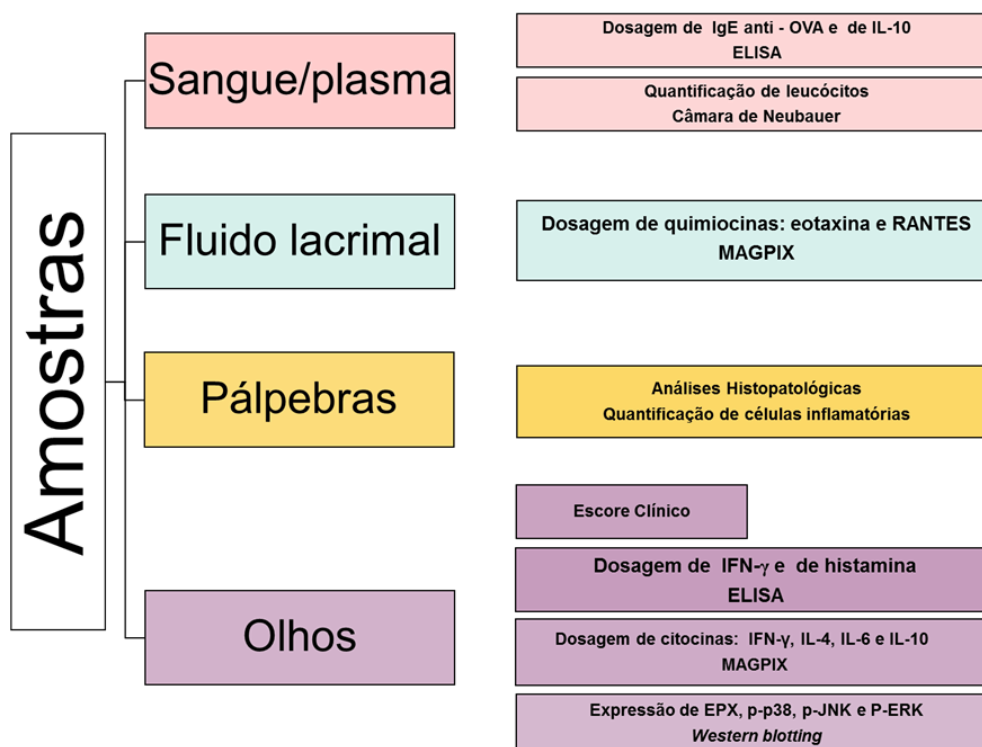 Amostras
Sangue/plasma
Dosagem de IgE anti - OVA e de IL-10
ELISA
Quantificação de leucócitos
Câmara de Neubauer
Fluido lacrimal
Dosagem de quimiocinas: eotaxina e RANTES
MAGPIX
Pálpebras
Análises Histopatológicas
Quantificação de células inflamatórias
Olhos
Escore Clínico
Dosagem de IFN-γ e de histamina
ELISA
Dosagem de citocinas: IFN-γ, IL-4, IL-6 e IL-10
MAGPIX
Expressão de EPX, p-p38, p-JNK e P-ERK
Western blotting